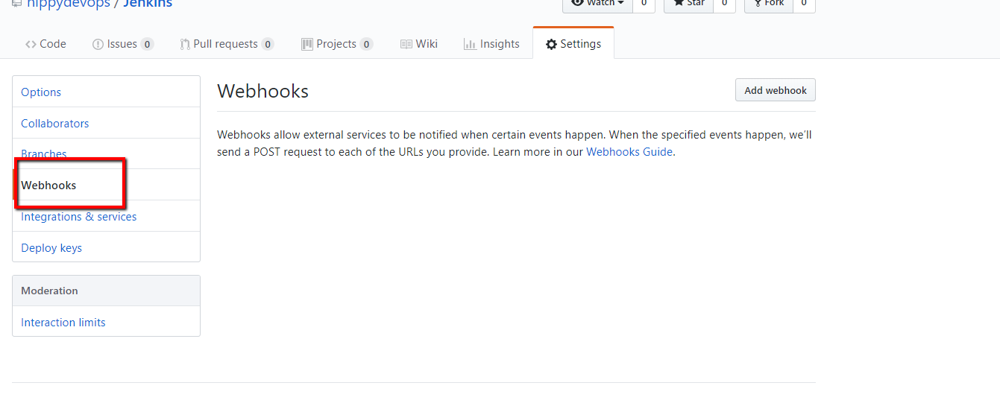 hippydevops / Jenkins
Watch 0 Star 0 Fork 0
Code Issues 0 Pull requests 0 Projects 0 Wiki Insights Settings
Options
Collaborators
Branches
Webhooks
Integrations & services
Deploy keys
Moderation
Interaction limits
Webhooks
Add webhook
Webhooks allow external services to be notified when certain events happen. When the specified events happen, we’ll
send a POST request to each of the URLs you provide. Learn more in our Webhooks Guide.